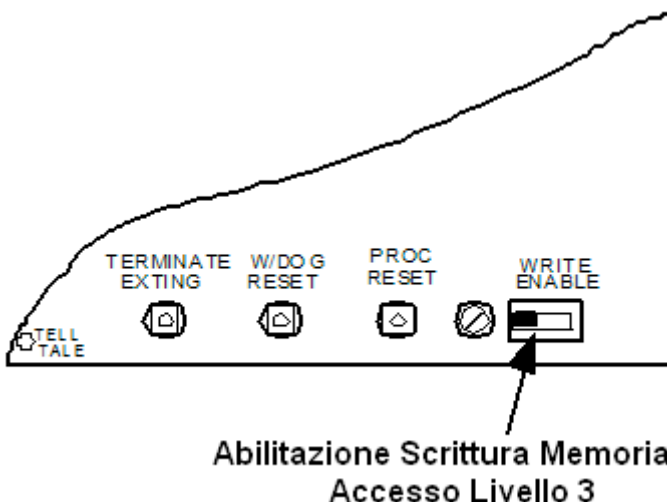 TERMINATE
EXTING
W/DOG
RESET
PROC
RESET
WRITE
ENABLE
TELL
TALE
Abilitazione Scrittura Memoria
Accesso Livello 3